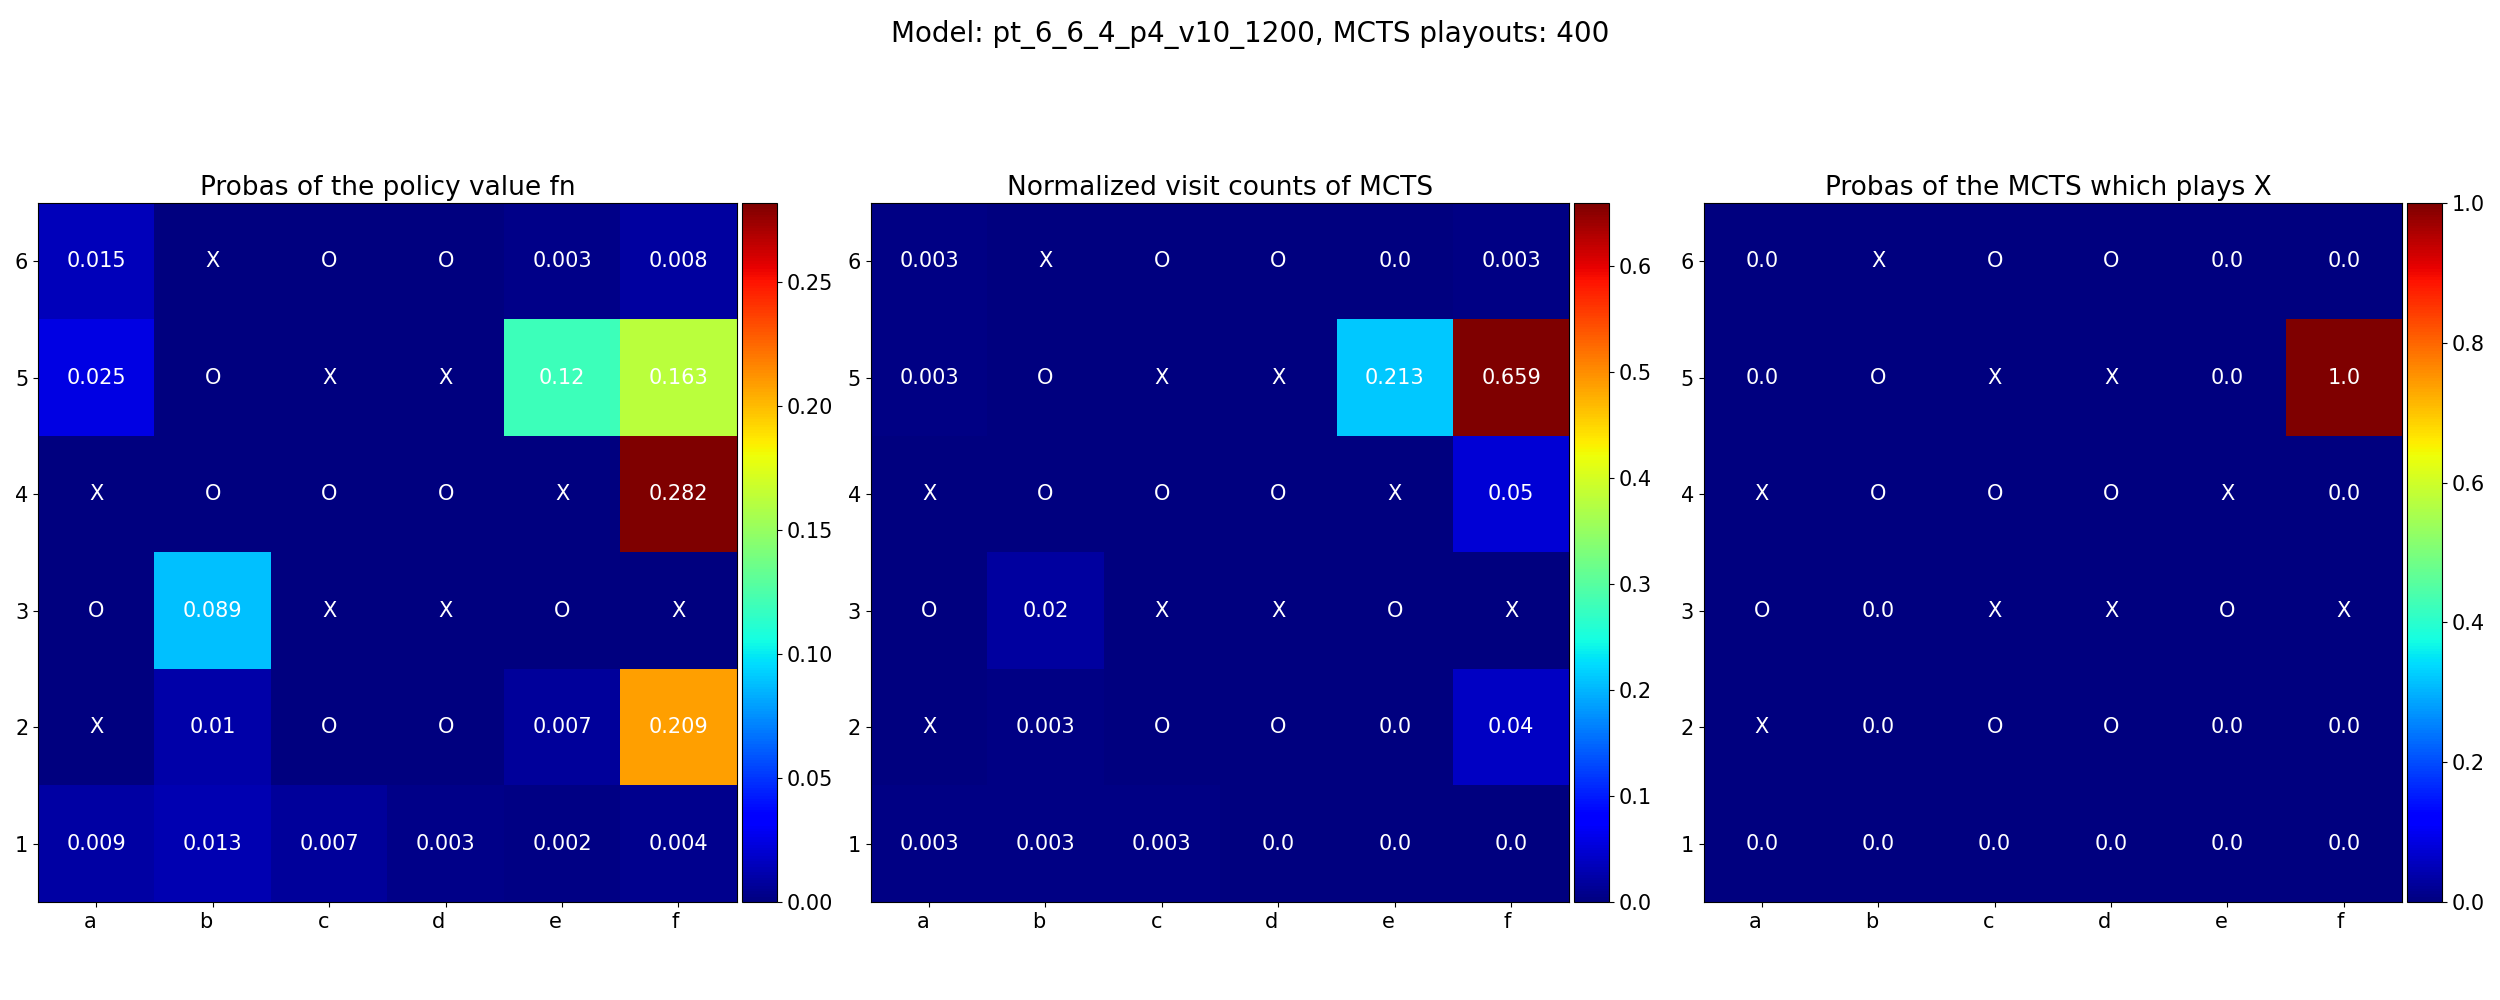 Model: pt_6_6_4_p4_v10_1200, MCTS playouts: 400
Probas of the policy value fn
6 0.015 X O O 0.003 0.008
5 0.025 O X X 0.12 0.163
4 X O O O X 0.282
3 O 0.089 X X O X
2 X 0.01 O O 0.007 0.209
1 0.009 0.013 0.007 0.003 0.002 0.004
a b c d e f
0.25
0.20
0.15
0.10
0.05
0.00
Normalized visit counts of MCTS
6 0.003 X O O 0.0 0.003
5 0.003 O X X 0.213 0.659
4 X O O O X 0.05
3 O 0.02 X X O X
2 X 0.003 O O 0.0 0.04
1 0.003 0.003 0.003 0.0 0.0 0.0
a b c d e f
0.6
0.5
0.4
0.3
0.2
0.1
0.0
Probas of the MCTS which plays X
6 0.0 X O O 0.0 0.0
5 0.0 O X X 0.0 1.0
4 X O O O X 0.0
3 O 0.0 X X O X
2 X 0.0 O O 0.0 0.0
1 0.0 0.0 0.0 0.0 0.0 0.0
a b c d e f
1.0
0.8
0.6
0.4
0.2
0.0